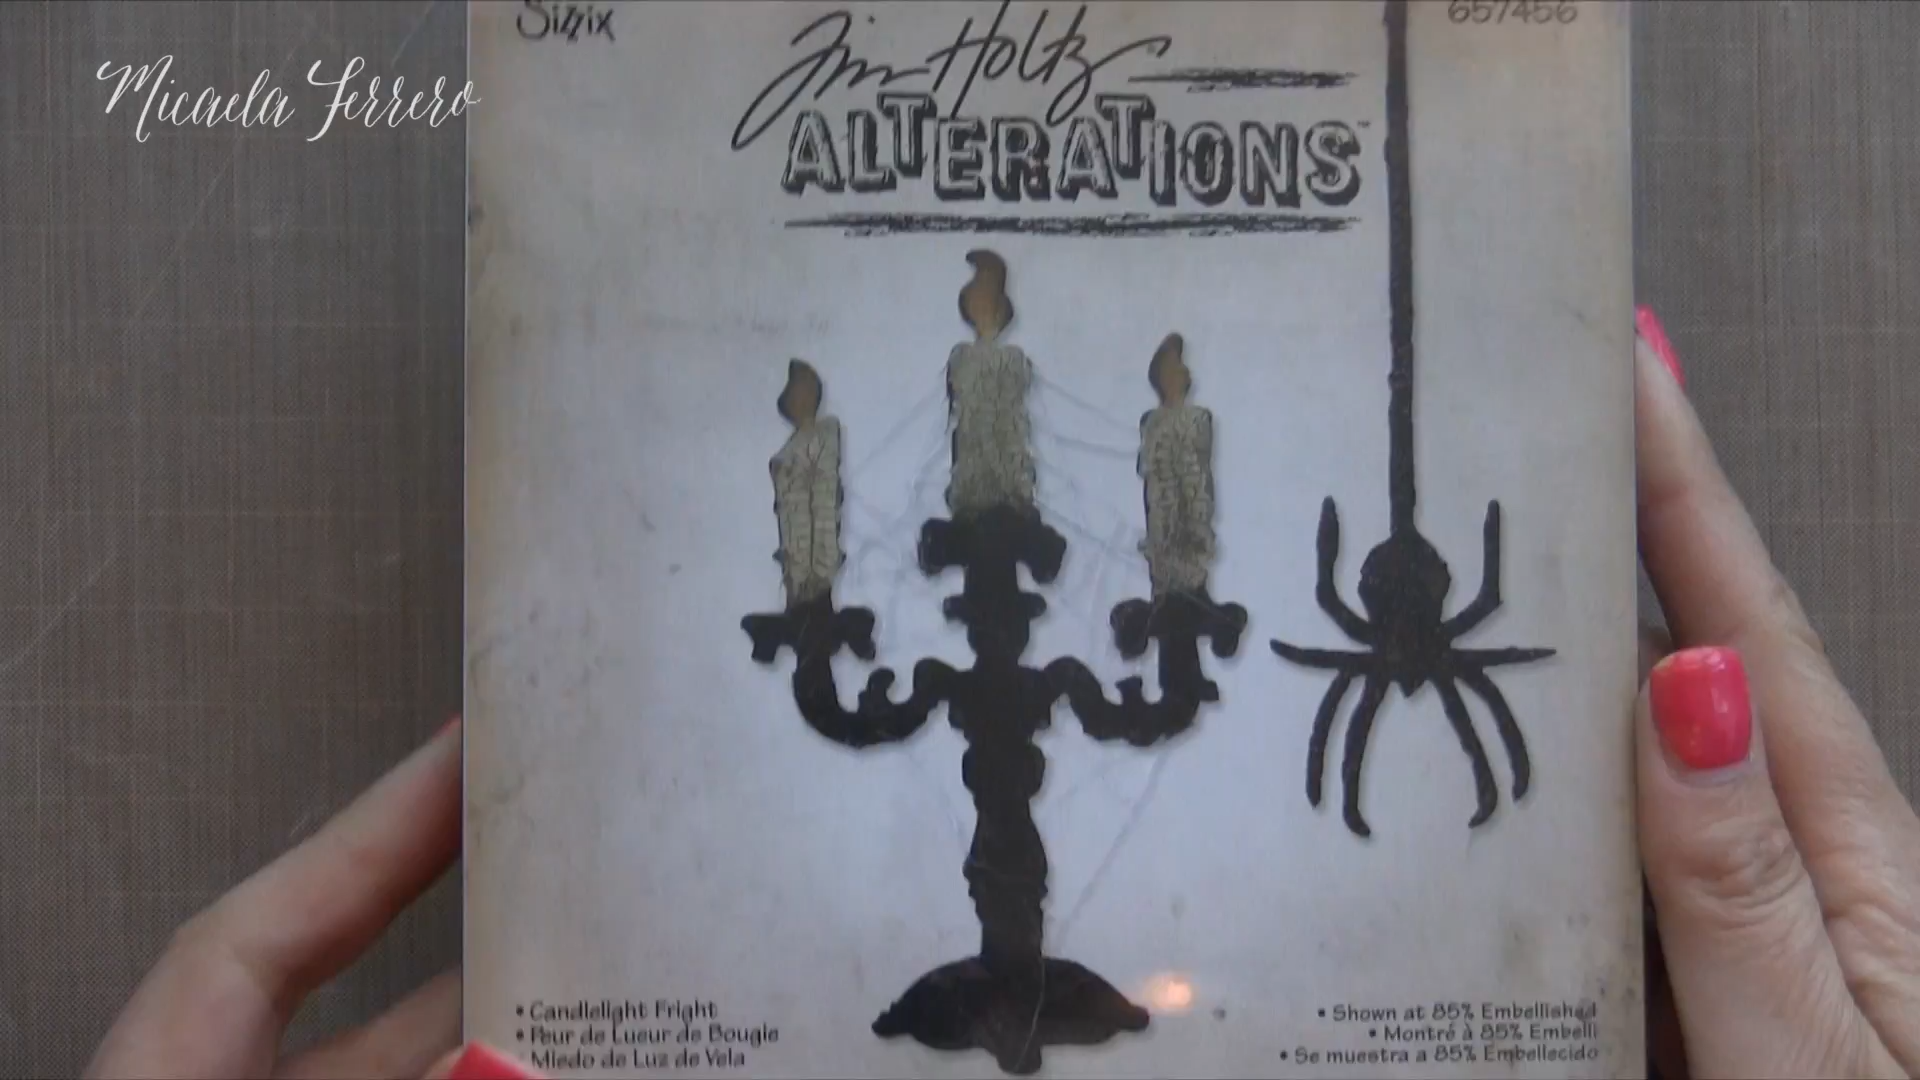 Sizzix
657456
Micaela Ferrero
Tim Holtz
ALTERATIONS™
• Candlelight Fright
• Peur de Lueur de Bougie
Miedo de Luz de Vela
• Shown at 85% Embellished
• Montré à 85% Embelli
• Se muestra a 85% Embellecido